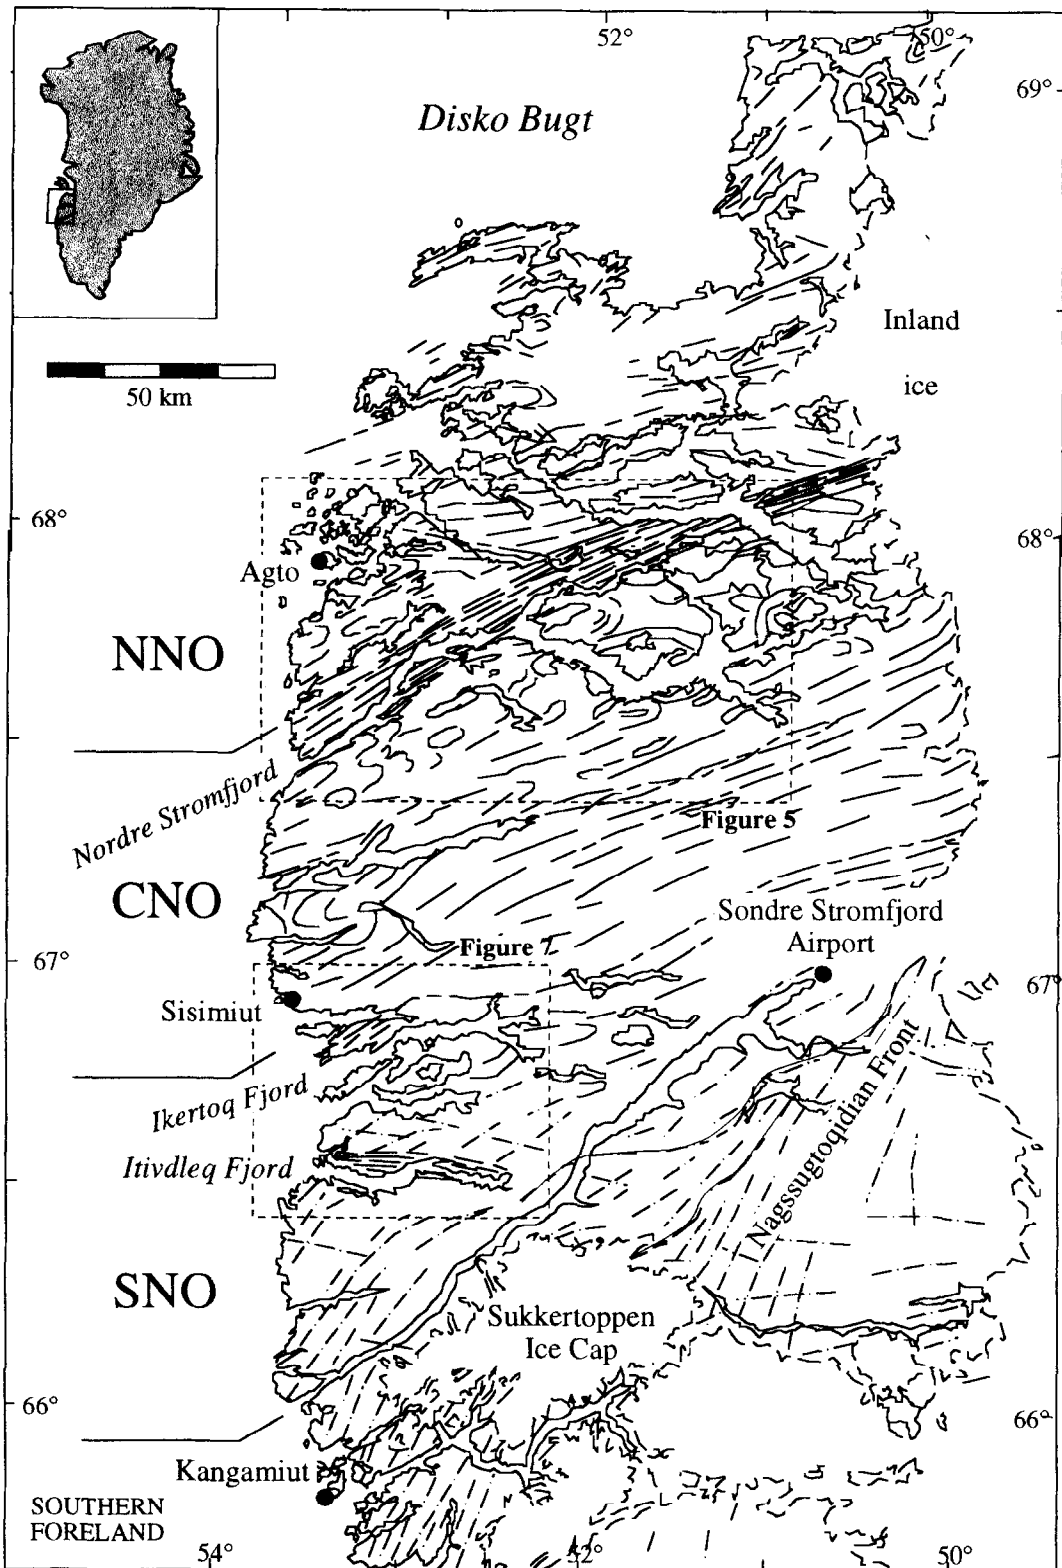 52°
50°
69°
Disko Bugt
Inland
ice
50 km
68°
68°
Agto
NNO
Nordre Stromfjord
Figure 5
CNO
Sondre Stromfjord
Airport
Figure 7
67°
67°
Sisimiut
Ikertoq Fjord
Nagssugtoqidian Front
Itivdleq Fjord
SNO
Sukkertoppen
Ice Cap
66°
66°
Kangamiut
SOUTHERN
FORELAND
54°
52°
50°